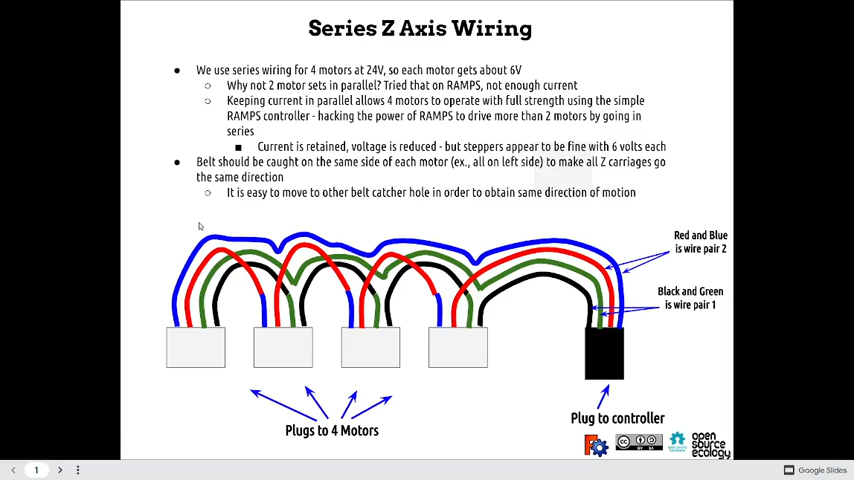 Series Z Axis Wiring
● We use series wiring for 4 motors at 24V, so each motor gets about 6V
○ Why not 2 motor sets in parallel? Tried that on RAMPS, not enough current
○ Keeping current in parallel allows 4 motors to operate with full strength using the simple
RAMPS controller - hacking the power of RAMPS to drive more than 2 motors by going in
series
■ Current is retained, voltage is reduced - but steppers appear to be fine with 6 volts each
● Belt should be caught on the same side of each motor (ex., all on left side) to make all Z carriages go
the same direction
○ It is easy to move to other belt catcher hole in order to obtain same direction of motion
Red and Blue
is wire pair 2
Black and Green
is wire pair 1
Plugs to 4 Motors
Plug to controller
open
source
ecology
1
Google Slides